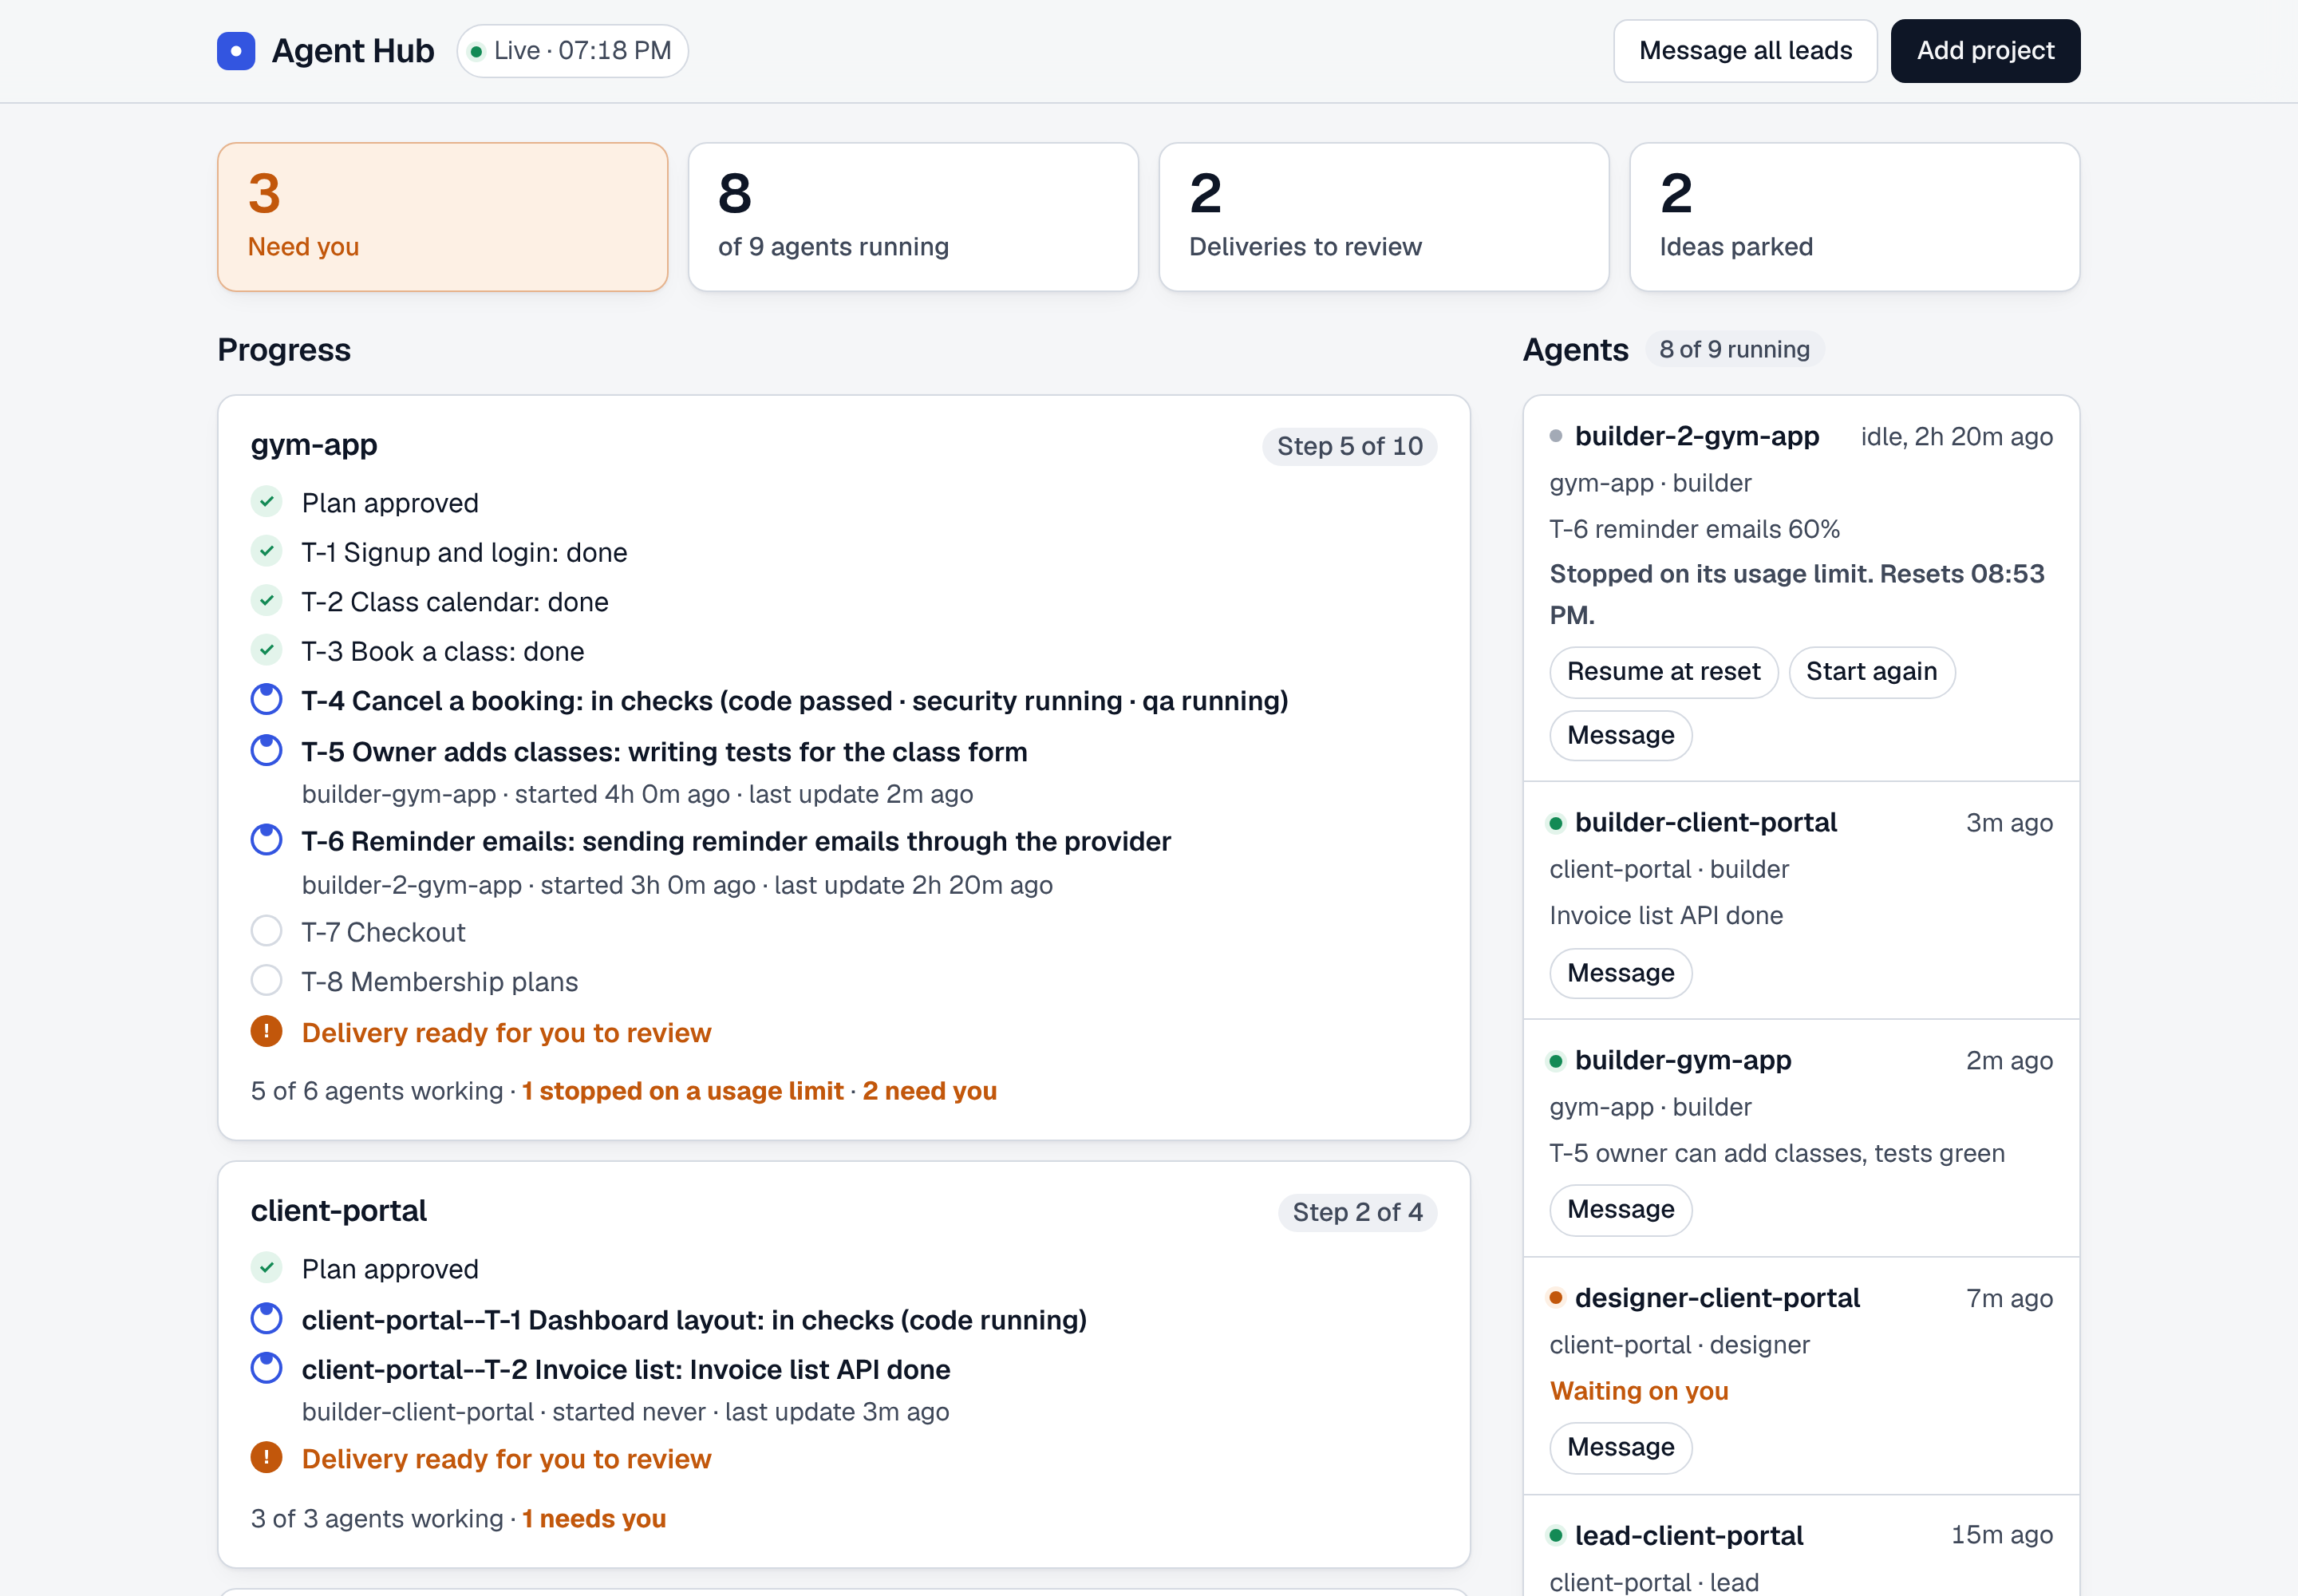 Agent Hub
Live · 07:18 PM
Message all leads
Add project
3
Need you
8
of 9 agents running
2
Deliveries to review
2
Ideas parked
Progress
gym-app
Step 5 of 10
Plan approved
T-1 Signup and login: done
T-2 Class calendar: done
T-3 Book a class: done
T-4 Cancel a booking: in checks (code passed · security running · qa running)
T-5 Owner adds classes: writing tests for the class form
builder-gym-app · started 4h 0m ago · last update 2m ago
T-6 Reminder emails: sending reminder emails through the provider
builder-2-gym-app · started 3h 0m ago · last update 2h 20m ago
T-7 Checkout
T-8 Membership plans
! Delivery ready for you to review
5 of 6 agents working · 1 stopped on a usage limit · 2 need you
client-portal
Step 2 of 4
Plan approved
client-portal--T-1 Dashboard layout: in checks (code running)
client-portal--T-2 Invoice list: Invoice list API done
builder-client-portal · started never · last update 3m ago
! Delivery ready for you to review
3 of 3 agents working · 1 needs you
Agents
8 of 9 running
builder-2-gym-app
idle, 2h 20m ago
gym-app · builder
T-6 reminder emails 60%
Stopped on its usage limit. Resets 08:53
PM.
Resume at reset
Start again
Message
builder-client-portal
3m ago
client-portal · builder
Invoice list API done
Message
builder-gym-app
2m ago
gym-app · builder
T-5 owner can add classes, tests green
Message
designer-client-portal
7m ago
client-portal · designer
Waiting on you
Message
lead-client-portal
15m ago
client-portal · lead